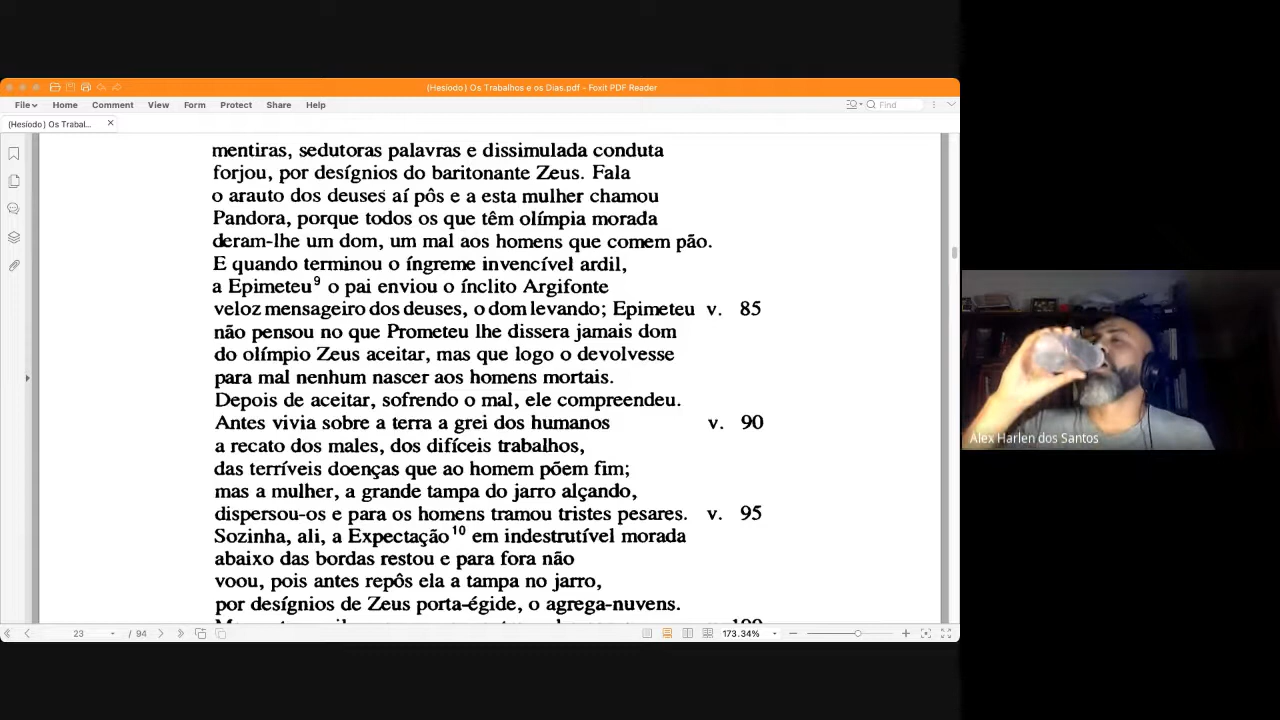 (Hesíodo) Os Trabalhos e os Dias.pdf - Foxit PDF Reader
File Home Comment View Form Protect Share Help Find
(Hesíodo) Os Trabal... ×
mentiras, sedutoras palavras e dissimulada conduta
forjou, por desígnios do baritonante Zeus. Fala
o arauto dos deuses aí pôs e a esta mulher chamou
Pandora, porque todos os que têm olímpia morada
deram-lhe um dom, um mal aos homens que comem pão.
E quando terminou o íngreme invencível ardil,
a Epimeteu⁹ o pai enviou o ínclito Argifonte
veloz mensageiro dos deuses, o dom levando; Epimeteu v. 85
não pensou no que Prometeu lhe dissera jamais dom
do olímpio Zeus aceitar, mas que logo o devolvesse
para mal nenhum nascer aos homens mortais.
Depois de aceitar, sofrendo o mal, ele compreendeu.
Antes vivia sobre a terra a grei dos humanos v. 90
a recato dos males, dos difíceis trabalhos,
das terríveis doenças que ao homem põem fim;
mas a mulher, a grande tampa do jarro alçando,
dispersou-os e para os homens tramou tristes pesares. v. 95
Sozinha, ali, a Expectação¹⁰ em indestrutível morada
abaixo das bordas restou e para fora não
voou, pois antes repôs ela a tampa no jarro,
por desígnios de Zeus porta-égide, o agrega-nuvens.
23 / 94 173.34%
Alex Harlen dos Santos